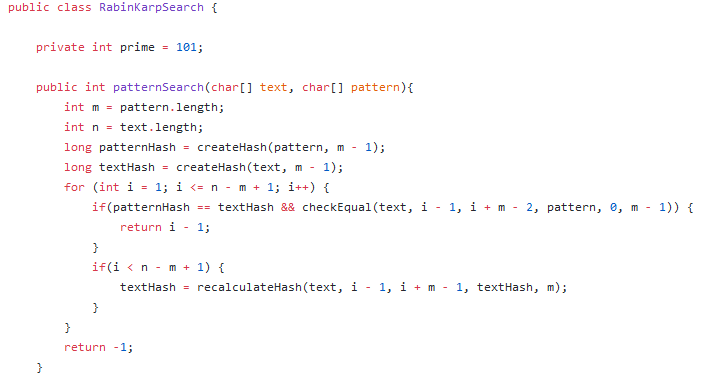 public class RabinKarpSearch {
private int prime = 101;
public int patternSearch(char[] text, char[] pattern){
int m = pattern.length;
int n = text.length;
long patternHash = createHash(pattern, m - 1);
long textHash = createHash(text, m - 1);
for (int i = 1; i <= n - m + 1; i++) {
if(patternHash == textHash && checkEqual(text, i - 1, i + m - 2, pattern, 0, m - 1)) {
return i - 1;
}
if(i < n - m + 1) {
textHash = recalculateHash(text, i - 1, i + m - 1, textHash, m);
}
}
return -1;
}